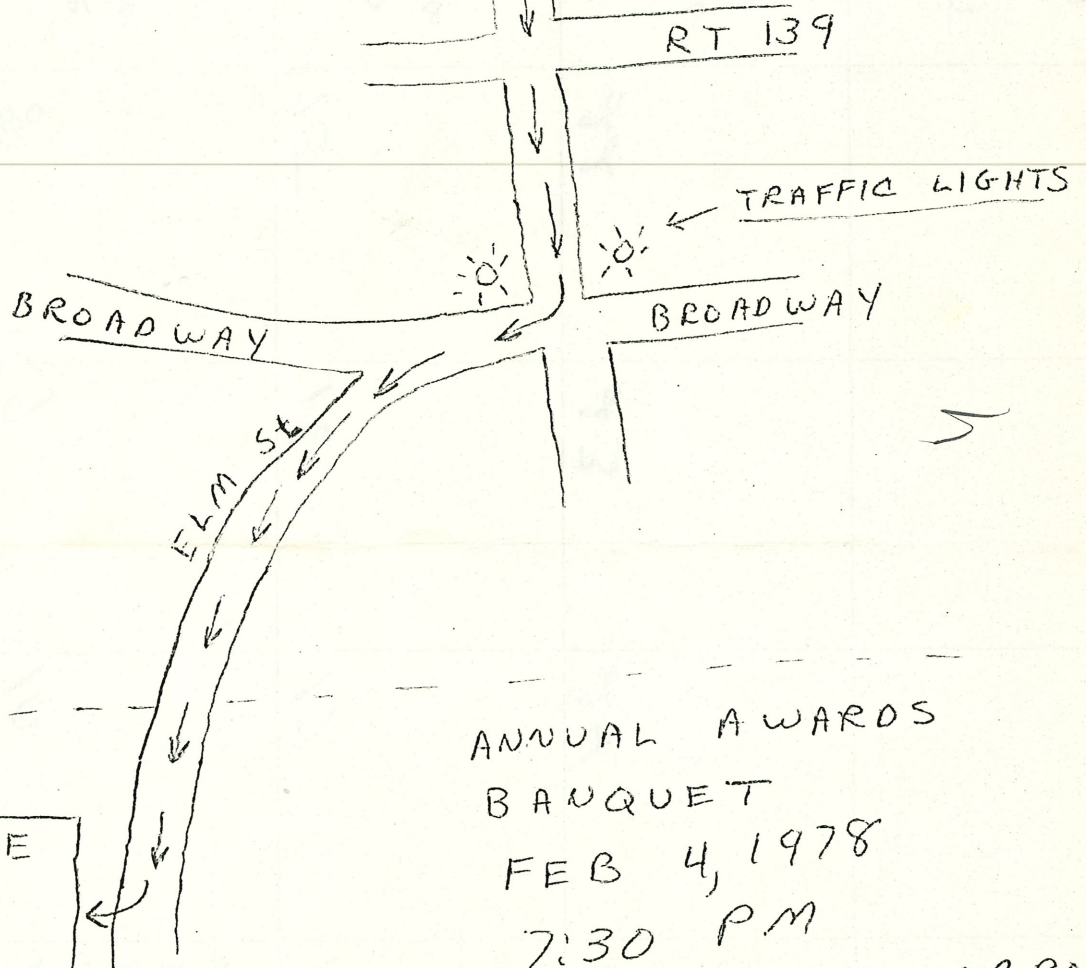 RT 139
TRAFFIC LIGHTS
BROADWAY
BROADWAY
ELM St
ANNUAL AWARDS
BANQUET
FEB 4, 1978
7:30 PM
E